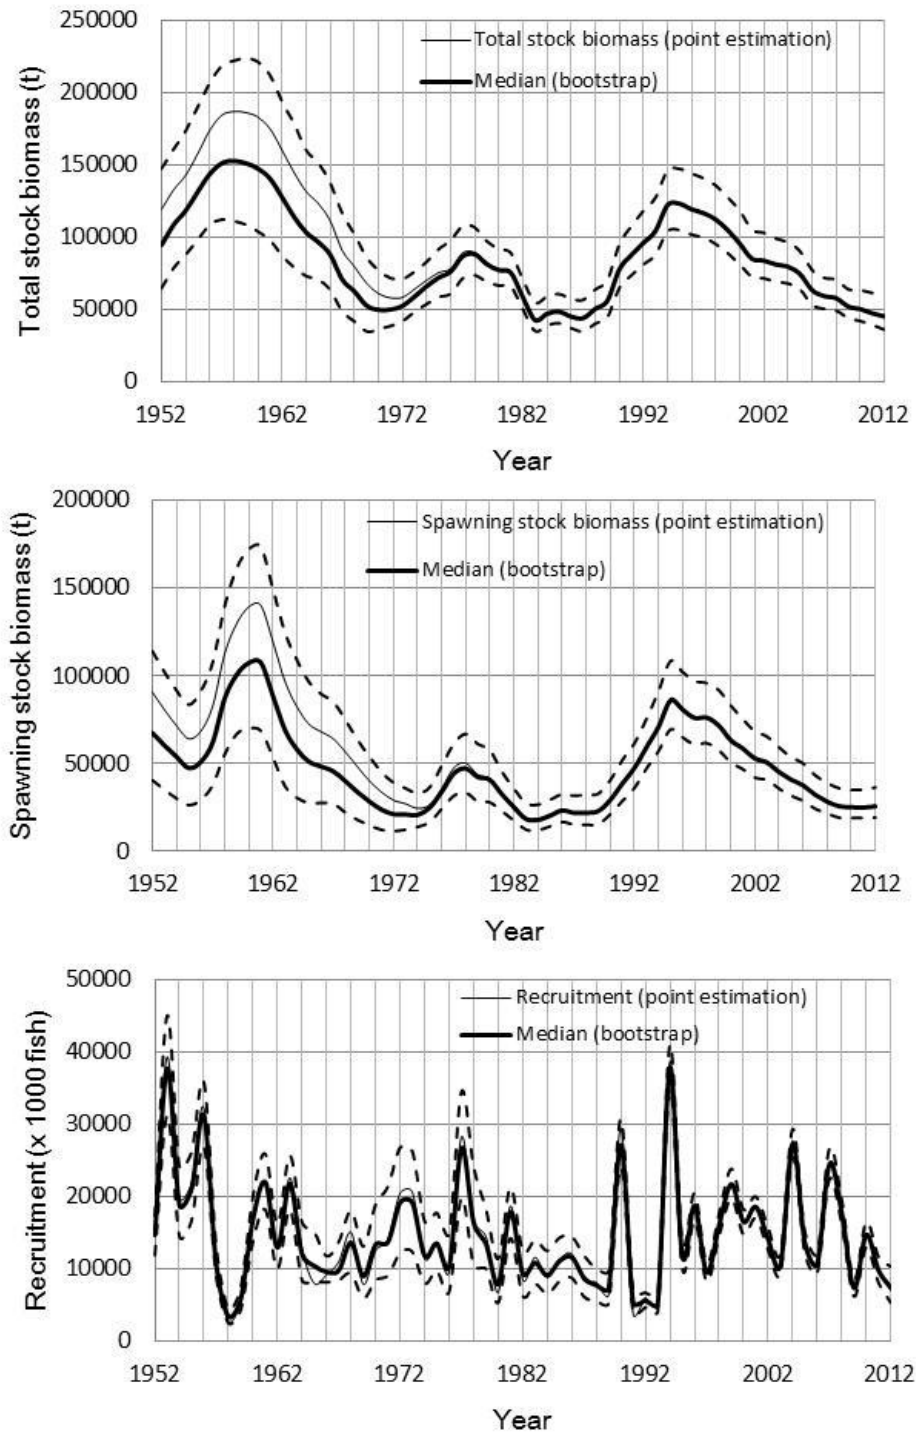 250000
200000
150000
100000
50000
0
Total stock biomass (t)
Total stock biomass (point estimation)
Median (bootstrap)
1952 1962 1972 1982 1992 2002 2012
Year
200000
150000
100000
50000
0
Spawning stock biomass (t)
Spawning stock biomass (point estimation)
Median (bootstrap)
1952 1962 1972 1982 1992 2002 2012
Year
50000
40000
30000
20000
10000
0
Recruitment (x 1000 fish)
Recruitment (point estimation)
Median (bootstrap)
1952 1962 1972 1982 1992 2002 2012
Year